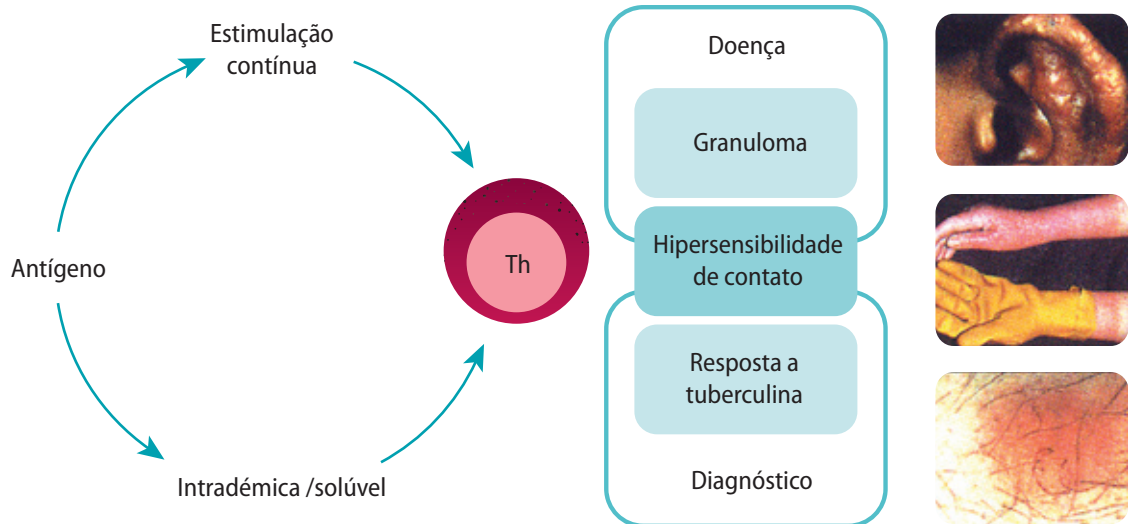 Estimulação
contínua
Antígeno
Intradémica /solúvel
Th
Doença
Granuloma
Hipersensibilidade
de contato
Resposta a
tuberculina
Diagnóstico